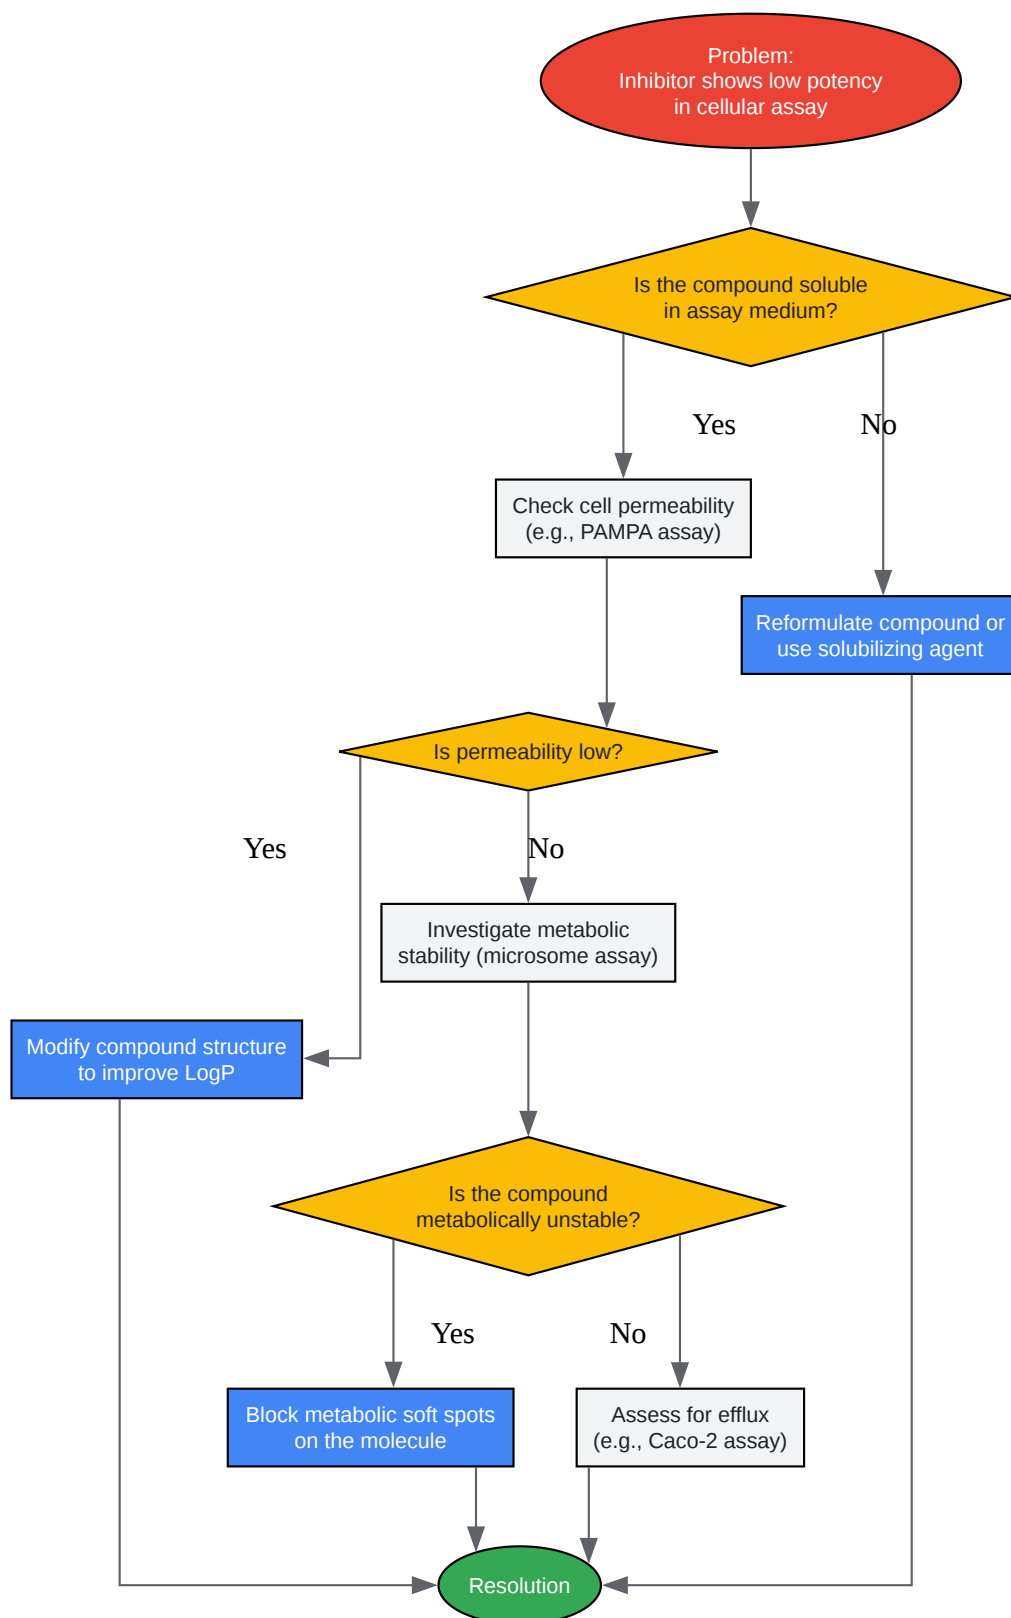 Problem:
Inhibitor shows low potency
in cellular assay
Is the compound soluble
in assay medium?
Yes
No
Check cell permeability
(e.g., PAMPA assay)
Reformulate compound or
use solubilizing agent
Is permeability low?
Yes
No
Investigate metabolic
stability (microsome assay)
Modify compound structure
to improve LogP
Is the compound
metabolically unstable?
Yes
No
Block metabolic soft spots
on the molecule
Assess for efflux
(e.g., Caco-2 assay)
Resolution